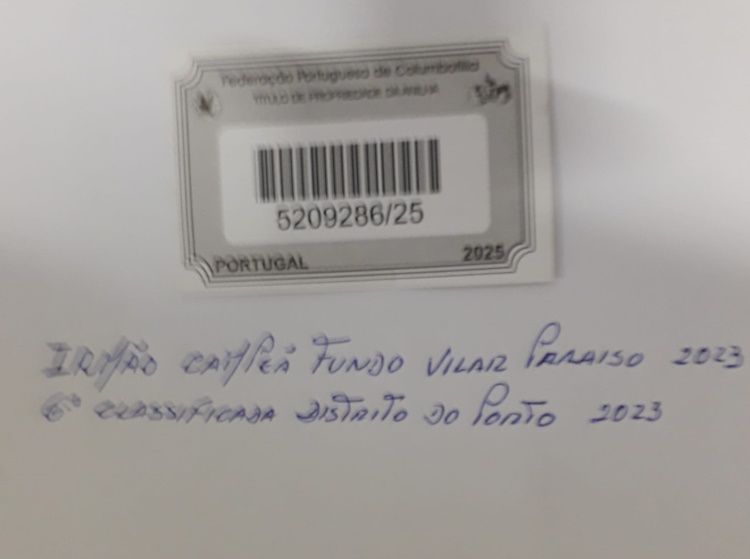 Federação Portuguesa de Columbofilia
TÍTULO DE PROPRIEDADE DA ANILHA
5209286/25
PORTUGAL
2025
IRMÃO CAMPEÃ FUNDO VILAR PARAISO 2023
6ª CLASSIFICADA DISTRITO DO PORTO 2023